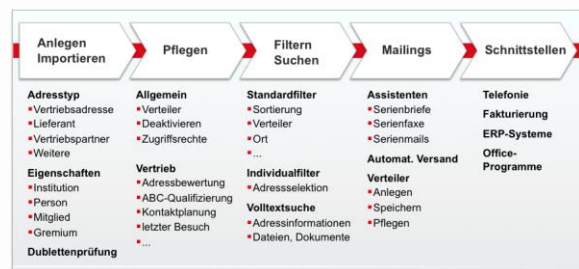 Anlegen
Importieren
Pflegen
Filtern
Suchen
Mailings
Schnittstellen
Adresstyp
Vertriebsadresse
Lieferant
Vertriebspartner
Weitere
Eigenschaften
Institution
Person
Mitglied
Gremium
Dublettenprüfung
Allgemein
Verteiler
Deaktivieren
Zugriffsrechte
Vertrieb
Adressbewertung
ABC-Qualifizierung
Kontaktplanung
letzter Besuch
...
Standardfilter
Sortierung
Verteiler
Ort
...
Individualfilter
Adressselektion
Volltextsuche
Adressinformationen
Dateien, Dokumente
Assistenten
Serienbriefe
Serienfaxe
Serienmails
Automat. Versand
Verteiler
Anlegen
Speichern
Pflegen
Telefonie
Fakturierung
ERP-Systeme
Office-
Programme